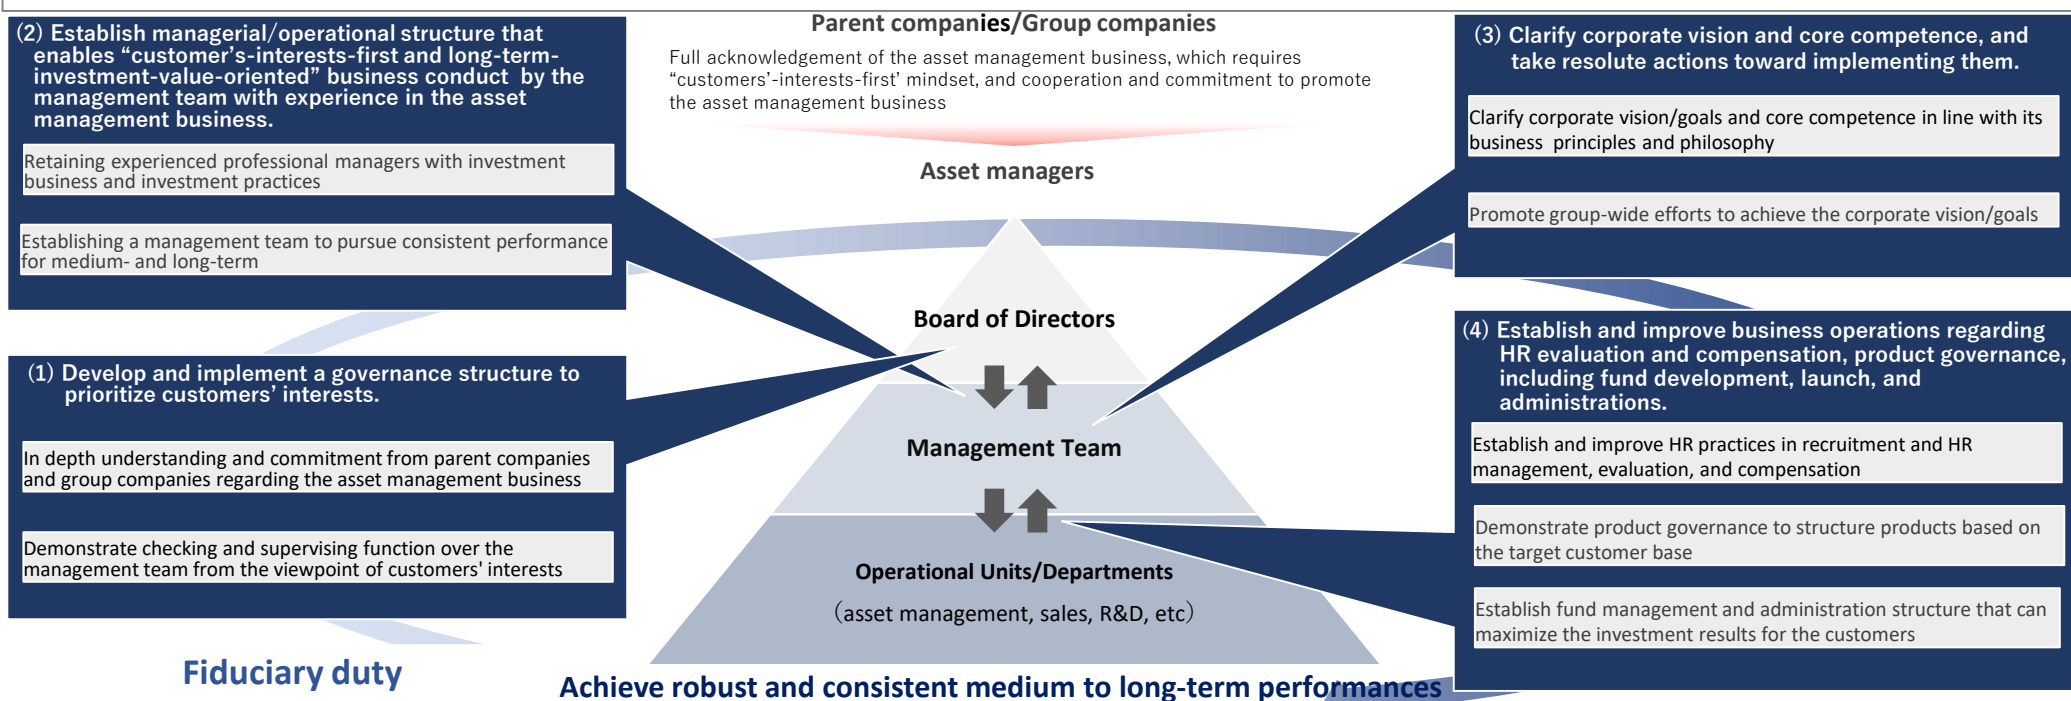 (2) Establish managerial/operational structure that
enables “customer’s-interests-first and long-term-
investment-value-oriented” business conduct by the
management team with experience in the asset
management business.
Retaining experienced professional managers with investment
business and investment practices
Establishing a management team to pursue consistent performance
for medium- and long-term
(1) Develop and implement a governance structure to
prioritize customers’ interests.
In depth understanding and commitment from parent companies
and group companies regarding the asset management business
Demonstrate checking and supervising function over the
management team from the viewpoint of customers' interests
Fiduciary duty
Parent companies/Group companies
Full acknowledgement of the asset management business, which requires
“customers’-interests-first’ mindset, and cooperation and commitment to promote
the asset management business
Asset managers
Board of Directors
Management Team
Operational Units/Departments
（asset management, sales, R&D, etc）
Achieve robust and consistent medium to long-term performances
(3) Clarify corporate vision and core competence, and
take resolute actions toward implementing them.
Clarify corporate vision/goals and core competence in line with its
business principles and philosophy
Promote group-wide efforts to achieve the corporate vision/goals
(4) Establish and improve business operations regarding
HR evaluation and compensation, product governance,
including fund development, launch, and
administrations.
Establish and improve HR practices in recruitment and HR
management, evaluation, and compensation
Demonstrate product governance to structure products based on
the target customer base
Establish fund management and administration structure that can
maximize the investment results for the customers